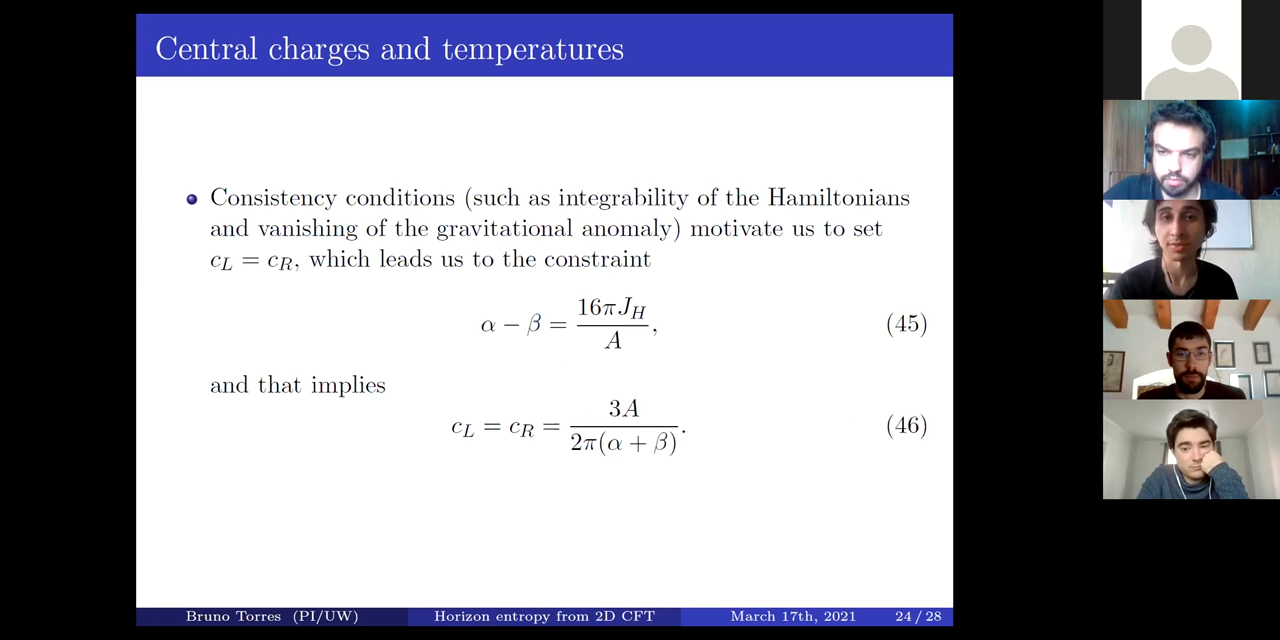 Central charges and temperatures
Consistency conditions (such as integrability of the Hamiltonians
and vanishing of the gravitational anomaly) motivate us to set
c_L = c_R, which leads us to the constraint
α − β = 16πJ_H / A, (45)
and that implies
c_L = c_R = 3A / 2π(α + β). (46)
Bruno Torres (PI/UW) Horizon entropy from 2D CFT March 17th, 2021 24 / 28